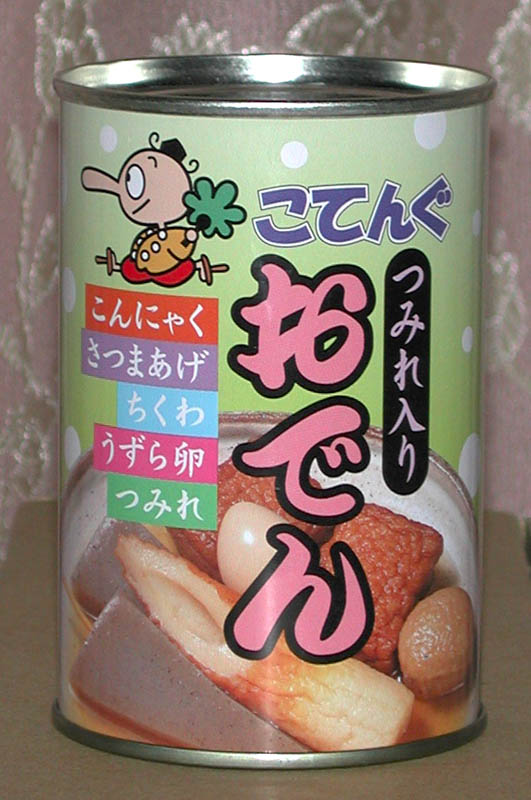 こてんぐ
おでん
つみれ入り
こんにゃく
さつまあげ
ちくわ
うずら卵
つみれ